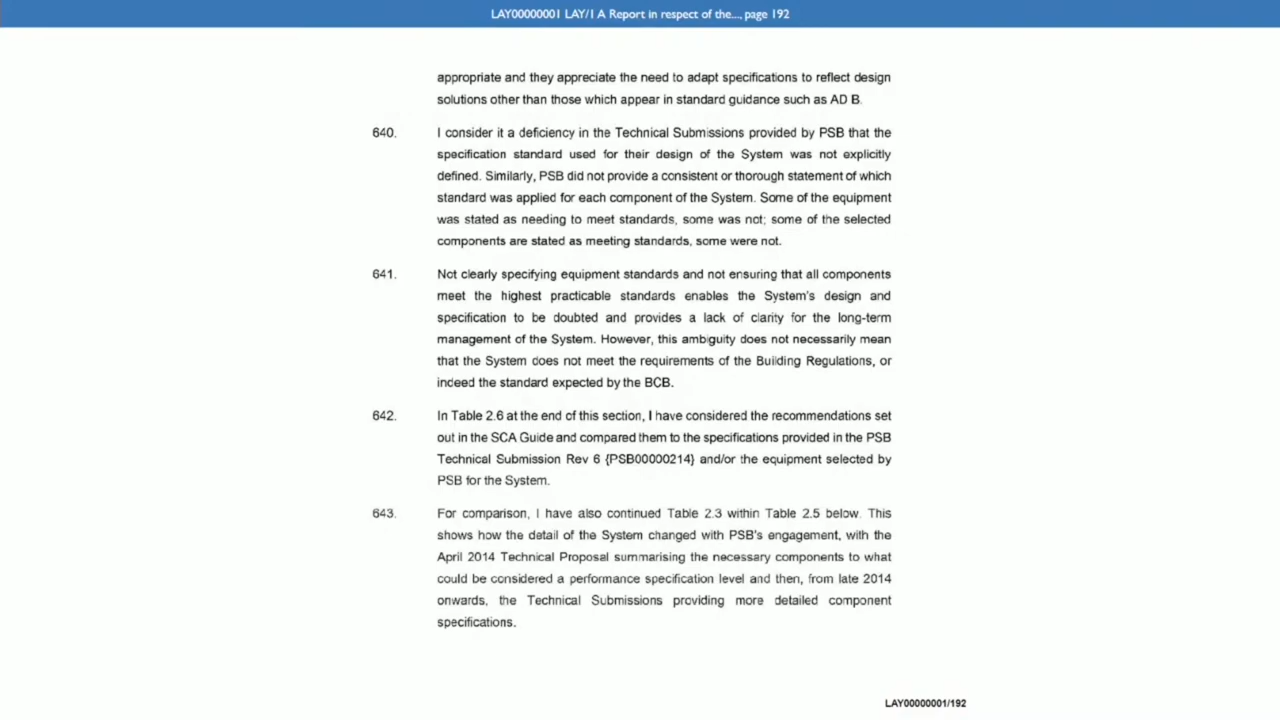 LAY00000001 LAY/1 A Report in respect of the..., page 192
appropriate and they appreciate the need to adapt specifications to reflect design
solutions other than those which appear in standard guidance such as AD B.
640. I consider it a deficiency in the Technical Submissions provided by PSB that the
specification standard used for their design of the System was not explicitly
defined. Similarly, PSB did not provide a consistent or thorough statement of which
standard was applied for each component of the System. Some of the equipment
was stated as needing to meet standards, some was not; some of the selected
components are stated as meeting standards, some were not.
641. Not clearly specifying equipment standards and not ensuring that all components
meet the highest practicable standards enables the System's design and
specification to be doubted and provides a lack of clarity for the long-term
management of the System. However, this ambiguity does not necessarily mean
that the System does not meet the requirements of the Building Regulations, or
indeed the standard expected by the BCB.
642. In Table 2.6 at the end of this section, I have considered the recommendations set
out in the SCA Guide and compared them to the specifications provided in the PSB
Technical Submission Rev 6 {PSB00000214} and/or the equipment selected by
PSB for the System.
643. For comparison, I have also continued Table 2.3 within Table 2.5 below. This
shows how the detail of the System changed with PSB's engagement, with the
April 2014 Technical Proposal summarising the necessary components to what
could be considered a performance specification level and then, from late 2014
onwards, the Technical Submissions providing more detailed component
specifications.
LAY00000001/192